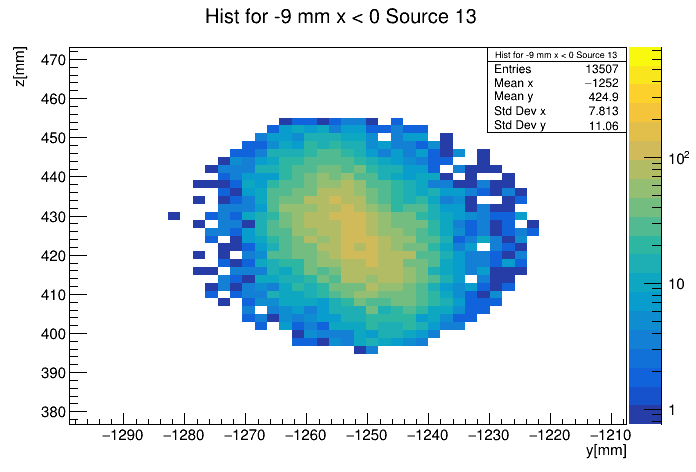 Hist for -9 mm x < 0 Source 13
z[mm]
470
460
450
440
430
420
410
400
390
380
−1290 −1280 −1270 −1260 −1250 −1240 −1230 −1220 −1210
y[mm]
Hist for -9 mm x < 0 Source 13
Entries 13507
Mean x −1252
Mean y 424.9
Std Dev x 7.813
Std Dev y 11.06
10²
10
1